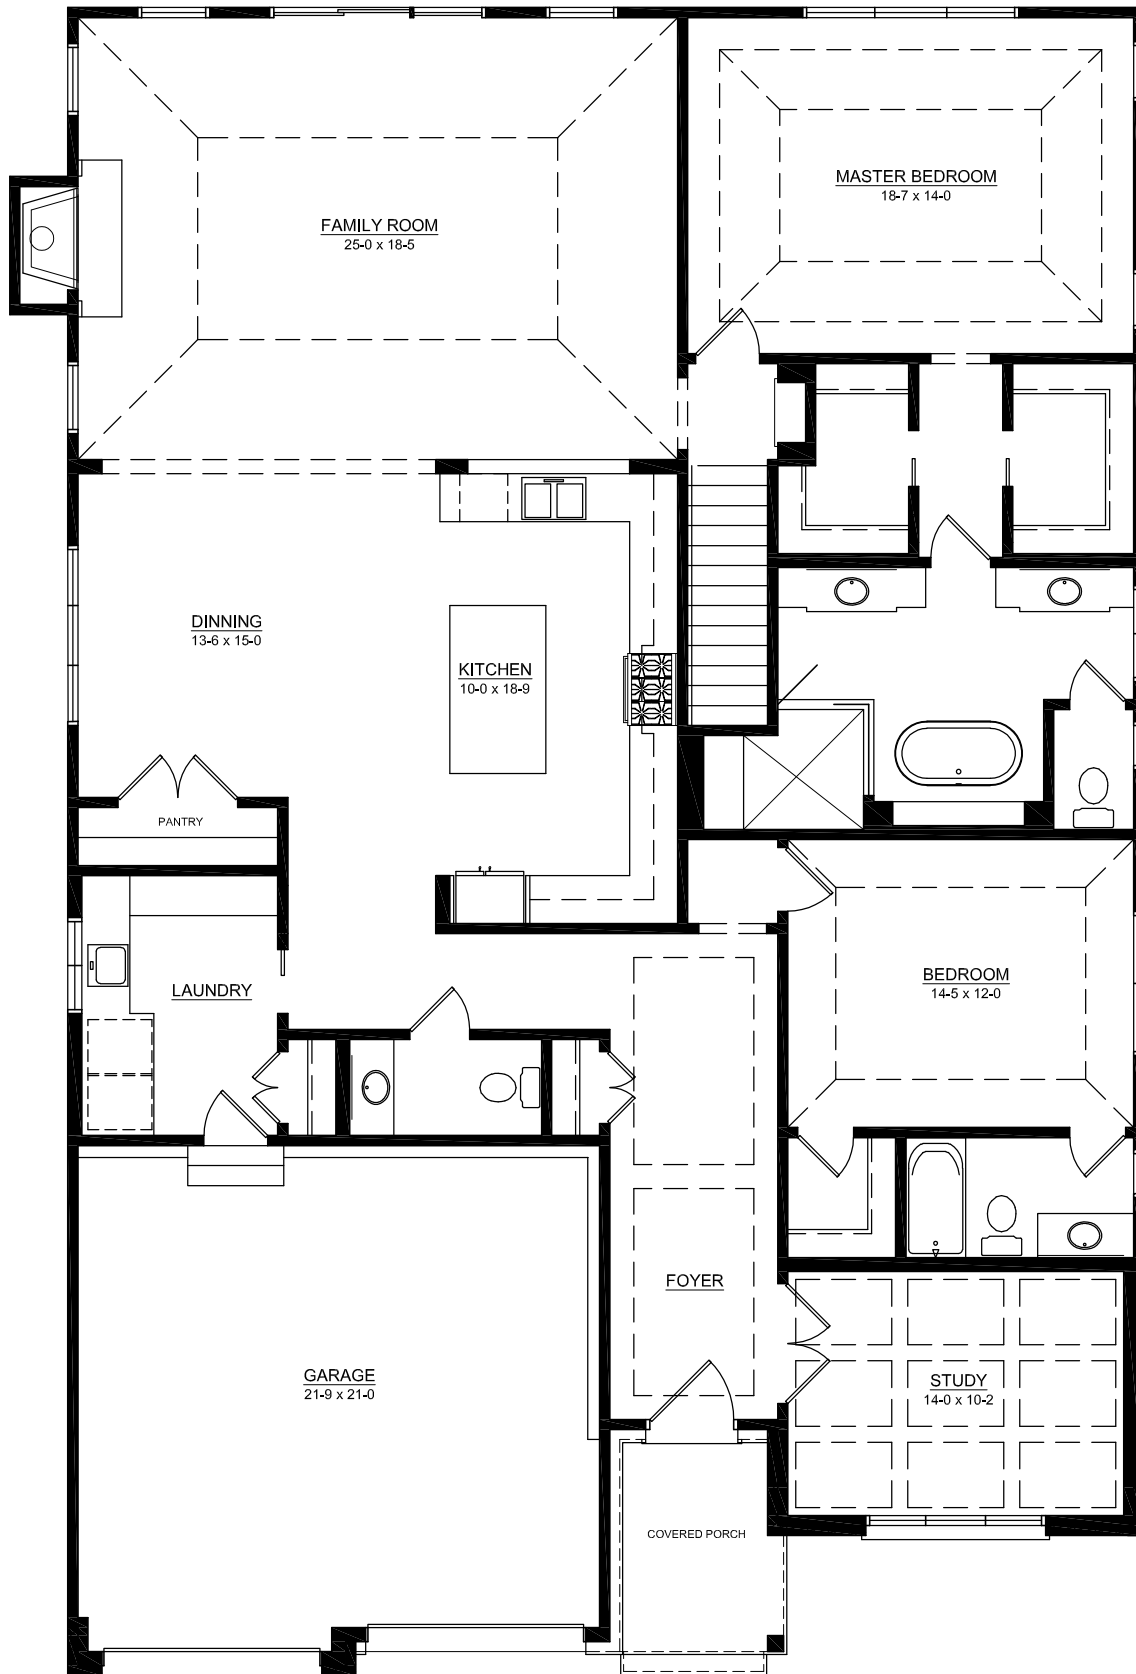 MASTER BEDROOM
18-7 x 14-0
FAMILY ROOM
25-0 x 18-5
DINNING
13-6 x 15-0
KITCHEN
10-0 x 18-9
PANTRY
LAUNDRY
BEDROOM
14-5 x 12-0
FOYER
GARAGE
21-9 x 21-0
STUDY
14-0 x 10-2
COVERED PORCH